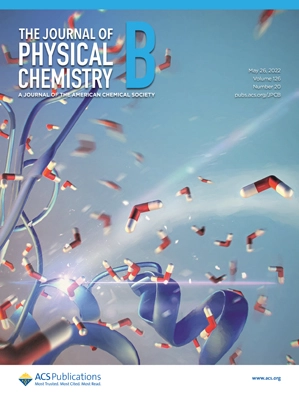 THE JOURNAL OF
PHYSICAL
CHEMISTRY B
A JOURNAL OF THE AMERICAN CHEMICAL SOCIETY
May 26, 2022
Volume 126
Number 20
pubs.acs.org/JPCB
ACS Publications
Most Trusted. Most Cited. Most Read.
www.acs.org